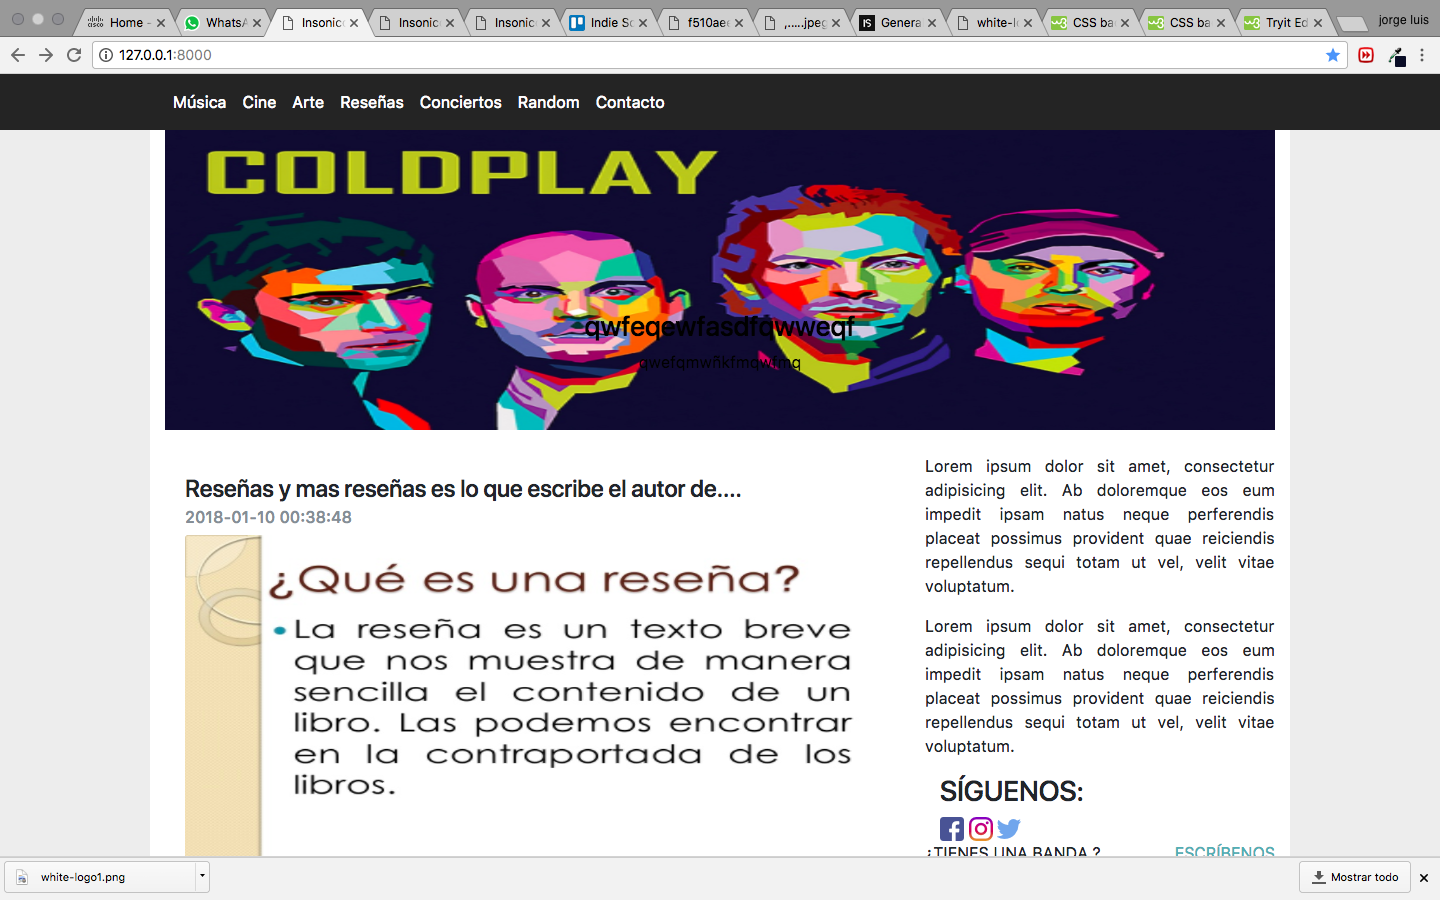 Home -
WhatsA
Insonico
Insonico
Insonico
Indie So
f510aee
,.....jpeg
Genera
white-lo
CSS ba
CSS ba
Tryit Ed
jorge luis
127.0.0.1:8000
Música Cine Arte Reseñas Conciertos Random Contacto
COLDPLAY
qwfeqewfasdfqwweqf
qwefqmwñkfmqwfmq
Reseñas y mas reseñas es lo que escribe el autor de....
2018-01-10 00:38:48
¿Qué es una reseña?
•La reseña es un texto breve
que nos muestra de manera
sencilla el contenido de un
libro. Las podemos encontrar
en la contraportada de los
libros.
Lorem ipsum dolor sit amet, consectetur
adipisicing elit. Ab doloremque eos eum
impedit ipsam natus neque perferendis
placeat possimus provident quae reiciendis
repellendus sequi totam ut vel, velit vitae
voluptatum.
Lorem ipsum dolor sit amet, consectetur
adipisicing elit. Ab doloremque eos eum
impedit ipsam natus neque perferendis
placeat possimus provident quae reiciendis
repellendus sequi totam ut vel, velit vitae
voluptatum.
SÍGUENOS:
¿TIENES UNA BANDA ? ESCRÍBENOS
white-logo1.png
Mostrar todo